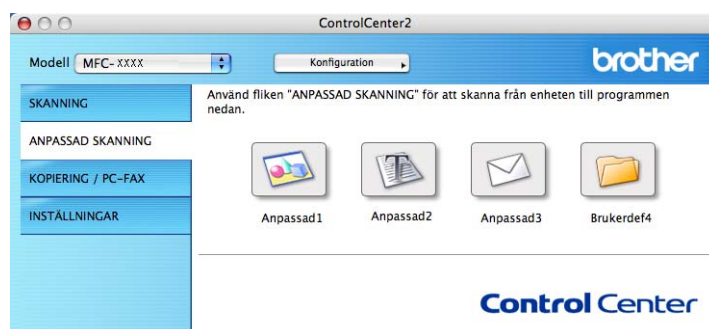 ControlCenter2
Modell MFC-XXXX Konfiguration brother
SKANNING
ANPASSAD SKANNING
KOPIERING / PC-FAX
INSTÄLLNINGAR
Använd fliken "ANPASSAD SKANNING" för att skanna från enheten till programmen
nedan.
Anpassad1 Anpassad2 Anpassad3 Brukerdef4
Control Center